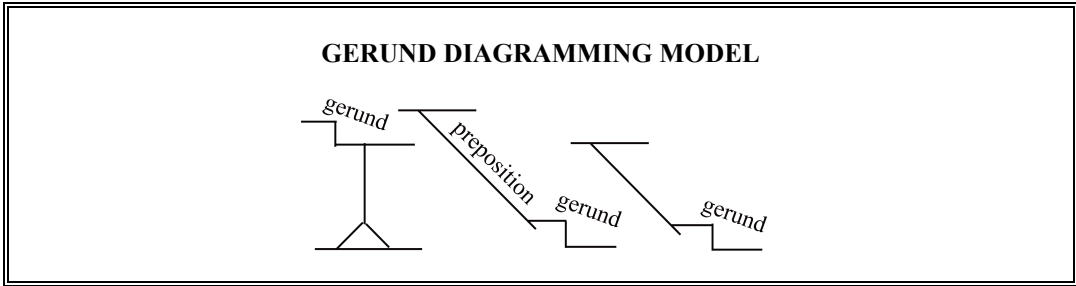 GERUND DIAGRAMMING MODEL
gerund
preposition
gerund
gerund